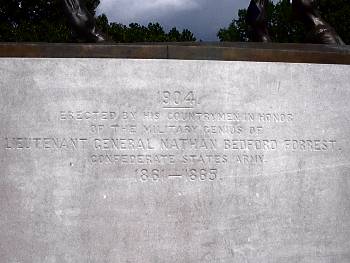 1904.
ERECTED BY HIS COUNTRYMEN IN HONOR
OF THE MILITARY GENIUS OF
LIEUTENANT GENERAL NATHAN BEDFORD FORREST.
CONFEDERATE STATES ARMY.
1861—1865.